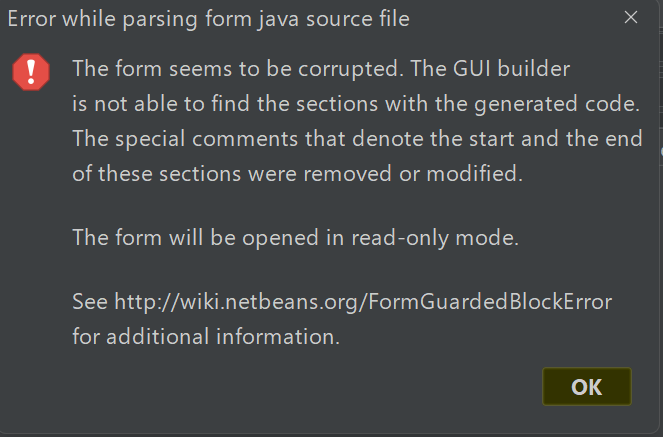 Error while parsing form java source file
The form seems to be corrupted. The GUI builder
is not able to find the sections with the generated code.
The special comments that denote the start and the end
of these sections were removed or modified.
The form will be opened in read-only mode.
See http://wiki.netbeans.org/FormGuardedBlockError
for additional information.
OK